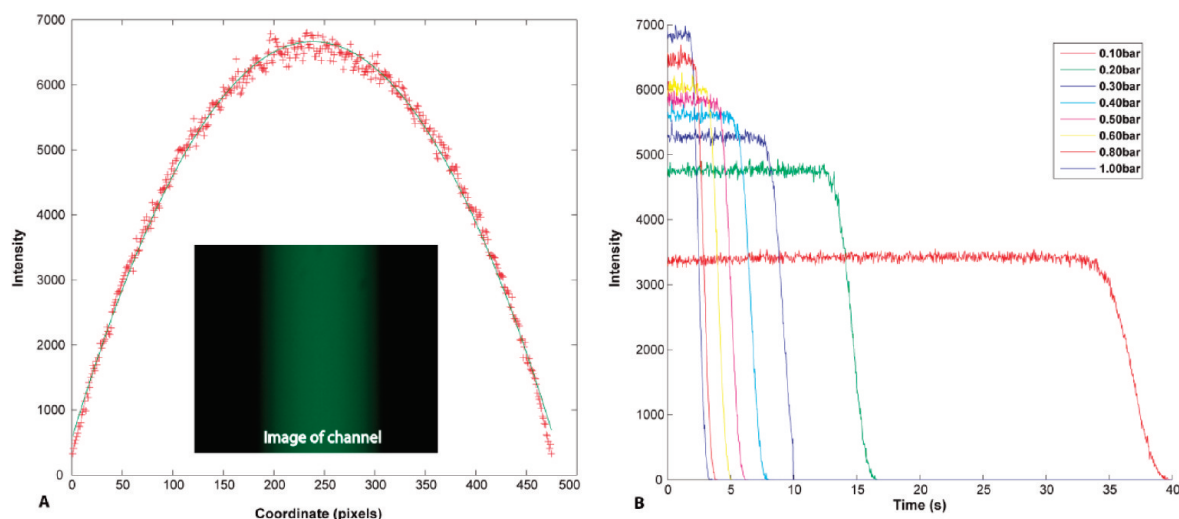 7000
6000
5000
4000
3000
2000
1000
0
Intensity
0 50 100 150 200 250 300 350 400 450 500
Coordinate (pixels)
Image of channel
A
7000
6000
5000
4000
3000
2000
1000
0
Intensity
0 5 10 15 20 25 30 35 40
Time (s)
0.10bar
0.20bar
0.30bar
0.40bar
0.50bar
0.60bar
0.80bar
1.00bar
B